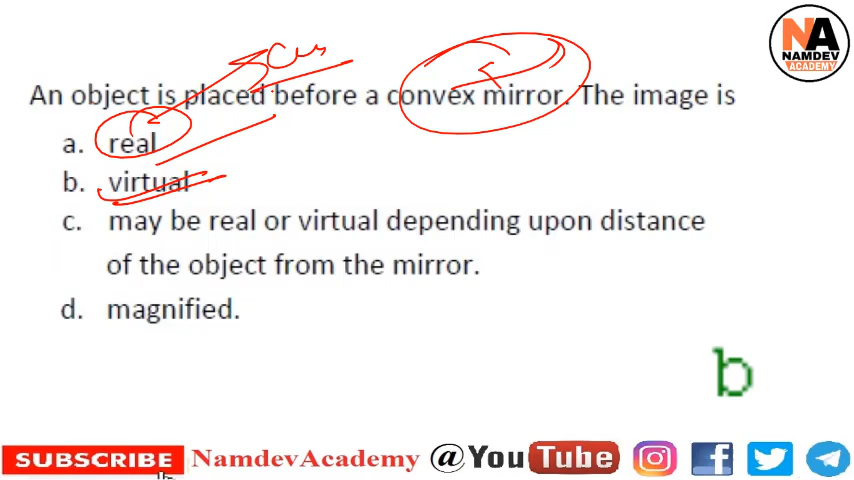 NA
NAMDEV
ACADEMY
An object is placed before a convex mirror. The image is
a. real
b. virtual
c. may be real or virtual depending upon distance
of the object from the mirror.
d. magnified.
b
SUBSCRIBE NamdevAcademy @YouTube